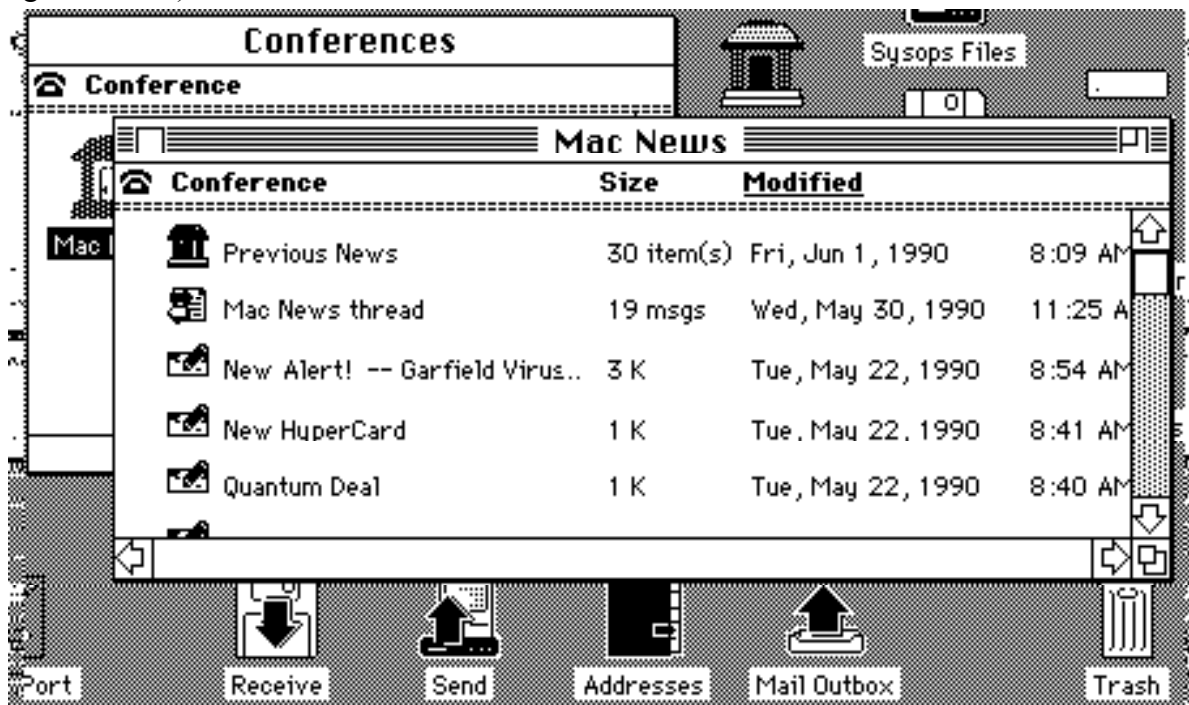 Conferences
Sysops Files
Conference
Mac News
Conference Size Modified
Mac
Previous News 30 item(s) Fri, Jun 1, 1990 8:09 AM
Mac News thread 19 msgs Wed, May 30, 1990 11:25 A
New Alert! -- Garfield Virus.. 3 K Tue, May 22, 1990 8:54 AM
New HyperCard 1 K Tue, May 22, 1990 8:41 AM
Quantum Deal 1 K Tue, May 22, 1990 8:40 AM
Port Receive Send Addresses Mail Outbox Trash